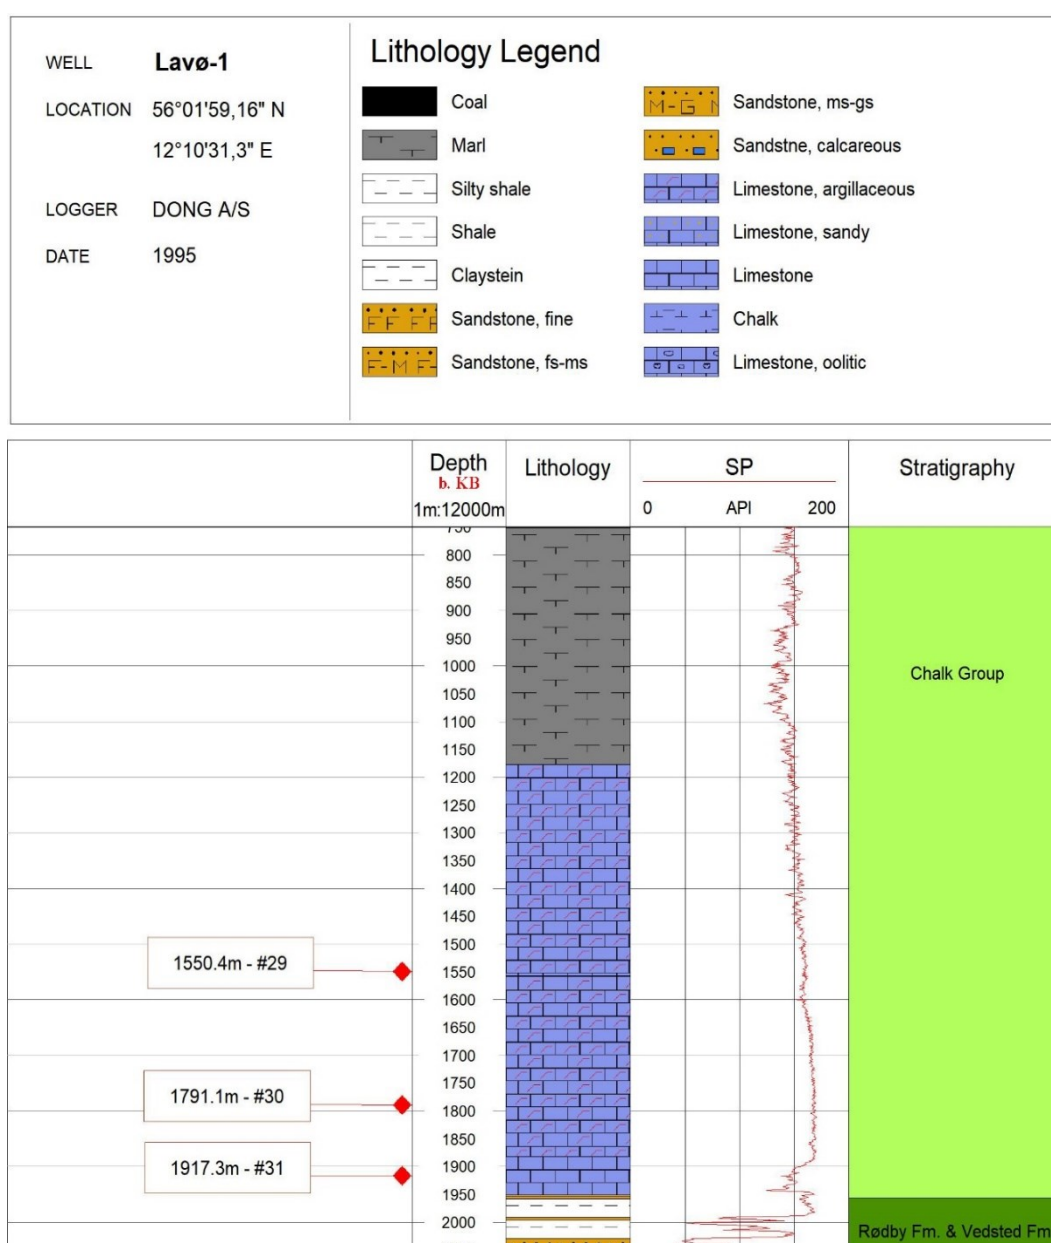 WELL Lavø-1
LOCATION 56°01'59,16" N
12°10'31,3" E
LOGGER DONG A/S
DATE 1995
Lithology Legend
Coal
Marl
Silty shale
Shale
Claystein
Sandstone, fine
Sandstone, fs-ms
Sandstone, ms-gs
Sandstne, calcareous
Limestone, argillaceous
Limestone, sandy
Limestone
Chalk
Limestone, oolitic
Depth
b. KB
1m:12000m
Lithology
SP
0 API 200
Stratigraphy
750
800
850
900
950
1000
1050
1100
1150
1200
1250
1300
1350
1400
1450
1500
1550
1600
1650
1700
1750
1800
1850
1900
1950
2000
1550.4m - #29
1791.1m - #30
1917.3m - #31
Chalk Group
Rødby Fm. & Vedsted Fm